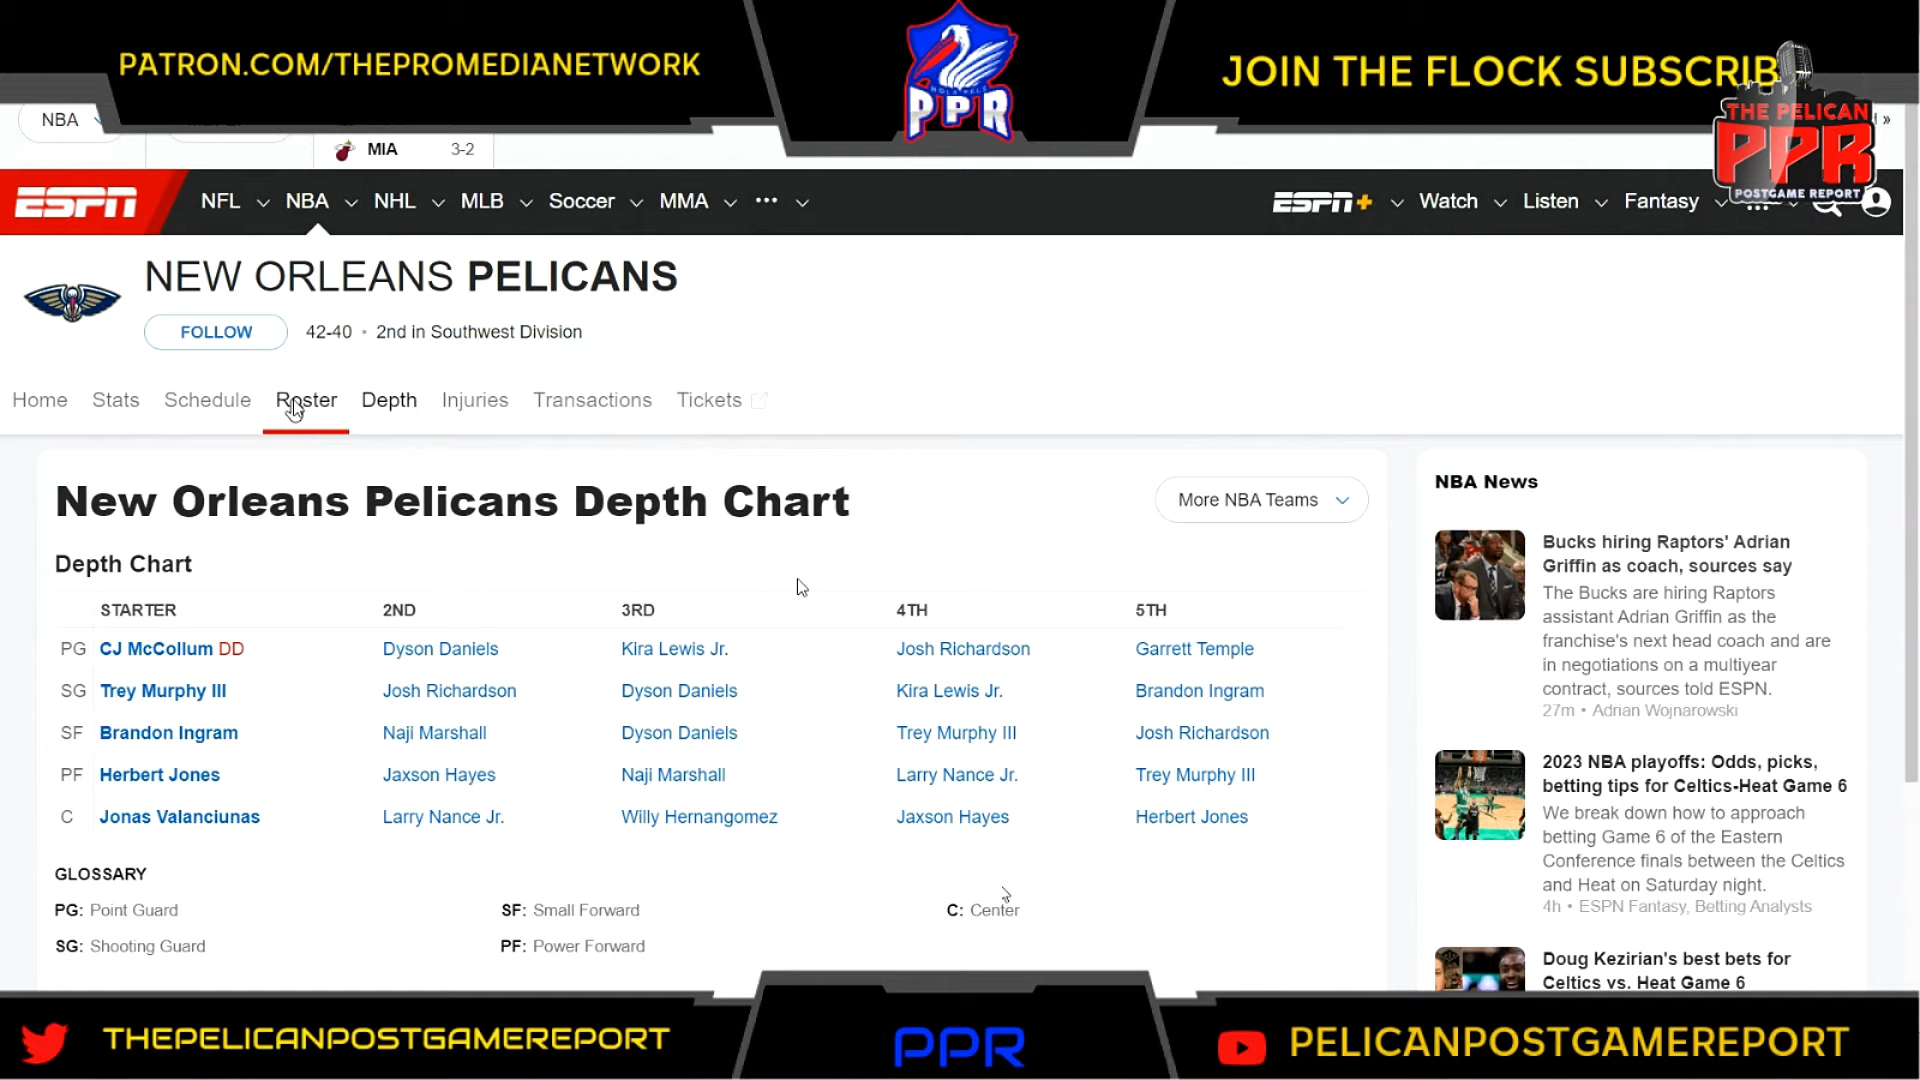 PATRON.COM/THEPROMEDIANETWORK
PPR
JOIN THE FLOCK SUBSCRIB
THE PELICAN
PPR
POSTGAME REPORT
NBA
MIA 3-2
»
ESPN NFL NBA NHL MLB Soccer MMA ••• ESPN+ Watch Listen Fantasy •••
NEW ORLEANS PELICANS
FOLLOW 42-40 • 2nd in Southwest Division
Home Stats Schedule Roster Depth Injuries Transactions Tickets
New Orleans Pelicans Depth Chart
More NBA Teams
Depth Chart
STARTER 2ND 3RD 4TH 5TH
PG CJ McCollum DD Dyson Daniels Kira Lewis Jr. Josh Richardson Garrett Temple
SG Trey Murphy III Josh Richardson Dyson Daniels Kira Lewis Jr. Brandon Ingram
SF Brandon Ingram Naji Marshall Dyson Daniels Trey Murphy III Josh Richardson
PF Herbert Jones Jaxson Hayes Naji Marshall Larry Nance Jr. Trey Murphy III
C Jonas Valanciunas Larry Nance Jr. Willy Hernangomez Jaxson Hayes Herbert Jones
GLOSSARY
PG: Point Guard SF: Small Forward C: Center
SG: Shooting Guard PF: Power Forward
NBA News
Bucks hiring Raptors' Adrian
Griffin as coach, sources say
The Bucks are hiring Raptors
assistant Adrian Griffin as the
franchise's next head coach and are
in negotiations on a multiyear
contract, sources told ESPN.
27m • Adrian Wojnarowski
2023 NBA playoffs: Odds, picks,
betting tips for Celtics-Heat Game 6
We break down how to approach
betting Game 6 of the Eastern
Conference finals between the Celtics
and Heat on Saturday night.
4h • ESPN Fantasy, Betting Analysts
Doug Kezirian's best bets for
Celtics vs. Heat Game 6
THEPELICANPOSTGAMEREPORT
PPR
PELICANPOSTGAMEREPORT